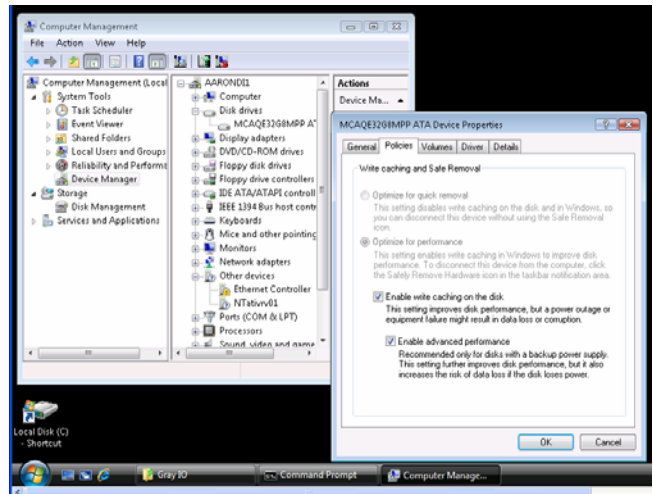 Computer Management
File Action View Help
Computer Management (Local
System Tools
Task Scheduler
Event Viewer
Shared Folders
Local Users and Groups
Reliability and Performa
Device Manager
Storage
Disk Management
Services and Applications
AARONDI1
Computer
Disk drives
MCAQE32G8MPP A
Display adapters
DVD/CD-ROM drives
Floppy disk drives
Floppy drive controllers
IDE ATA/ATAPI controll
IEEE 1394 Bus host contr
Keyboards
Mice and other pointing
Monitors
Network adapters
Other devices
Ethernet Controller
NTativrv01
Ports (COM & LPT)
Processors
Sound, video and game
Actions
Device Ma...
MCAQE32G8MPP ATA Device Properties
General Policies Volumes Driver Details
Write caching and Safe Removal
Optimize for quick removal
This setting disables write caching on the disk and in Windows, so
you can disconnect this device without using the Safe Removal
icon.
Optimize for performance
This setting enables write caching in Windows to improve disk
performance. To disconnect this device from the computer, click
the Safely Remove Hardware icon in the taskbar notification area.
Enable write caching on the disk
This setting improves disk performance, but a power outage or
equipment failure might result in data loss or corruption.
Enable advanced performance
Recommended only for disks with a backup power supply.
This setting further improves disk performance, but it also
increases the risk of data loss if the disk loses power.
OK Cancel
Local Disk (C)
- Shortcut
Gray IO
Command Prompt
Computer Manage...